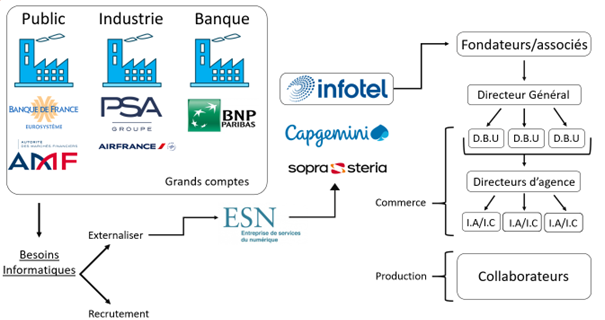 Public
Industrie
Banque
BANQUE DE FRANCE
EUROSYSTÈME
PSA
GROUPE
BNP
PARIBAS
AUTORITÉ
DES MARCHÉS FINANCIERS
AMF
AIRFRANCE
Grands comptes
infotel
Capgemini
sopra steria
Besoins
Informatiques
Externaliser
Recrutement
ESN
Entreprise de services
du numérique
Fondateurs/associés
Directeur Général
D.B.U
D.B.U
D.B.U
Directeurs d'agence
Commerce
I.A/I.C
I.A/I.C
I.A/I.C
Production
Collaborateurs